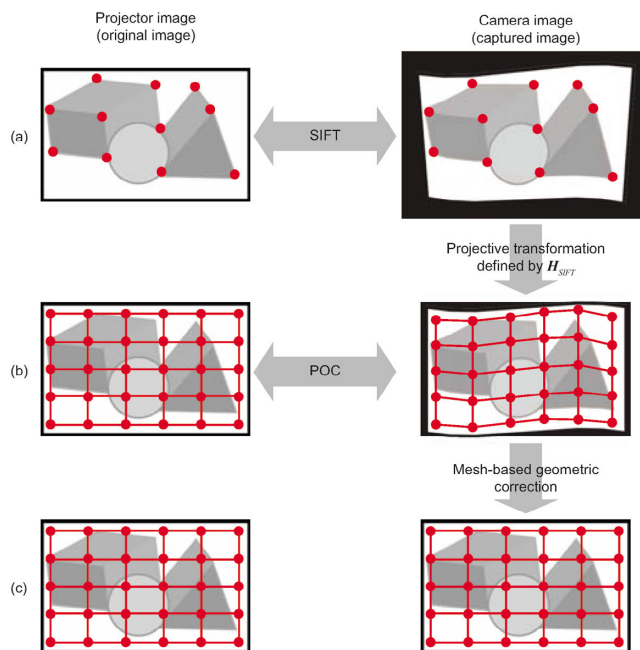 Projector image
(original image)
Camera image
(captured image)
(a)
SIFT
Projective transformation
defined by H_SIFT
(b)
POC
Mesh-based geometric
correction
(c)